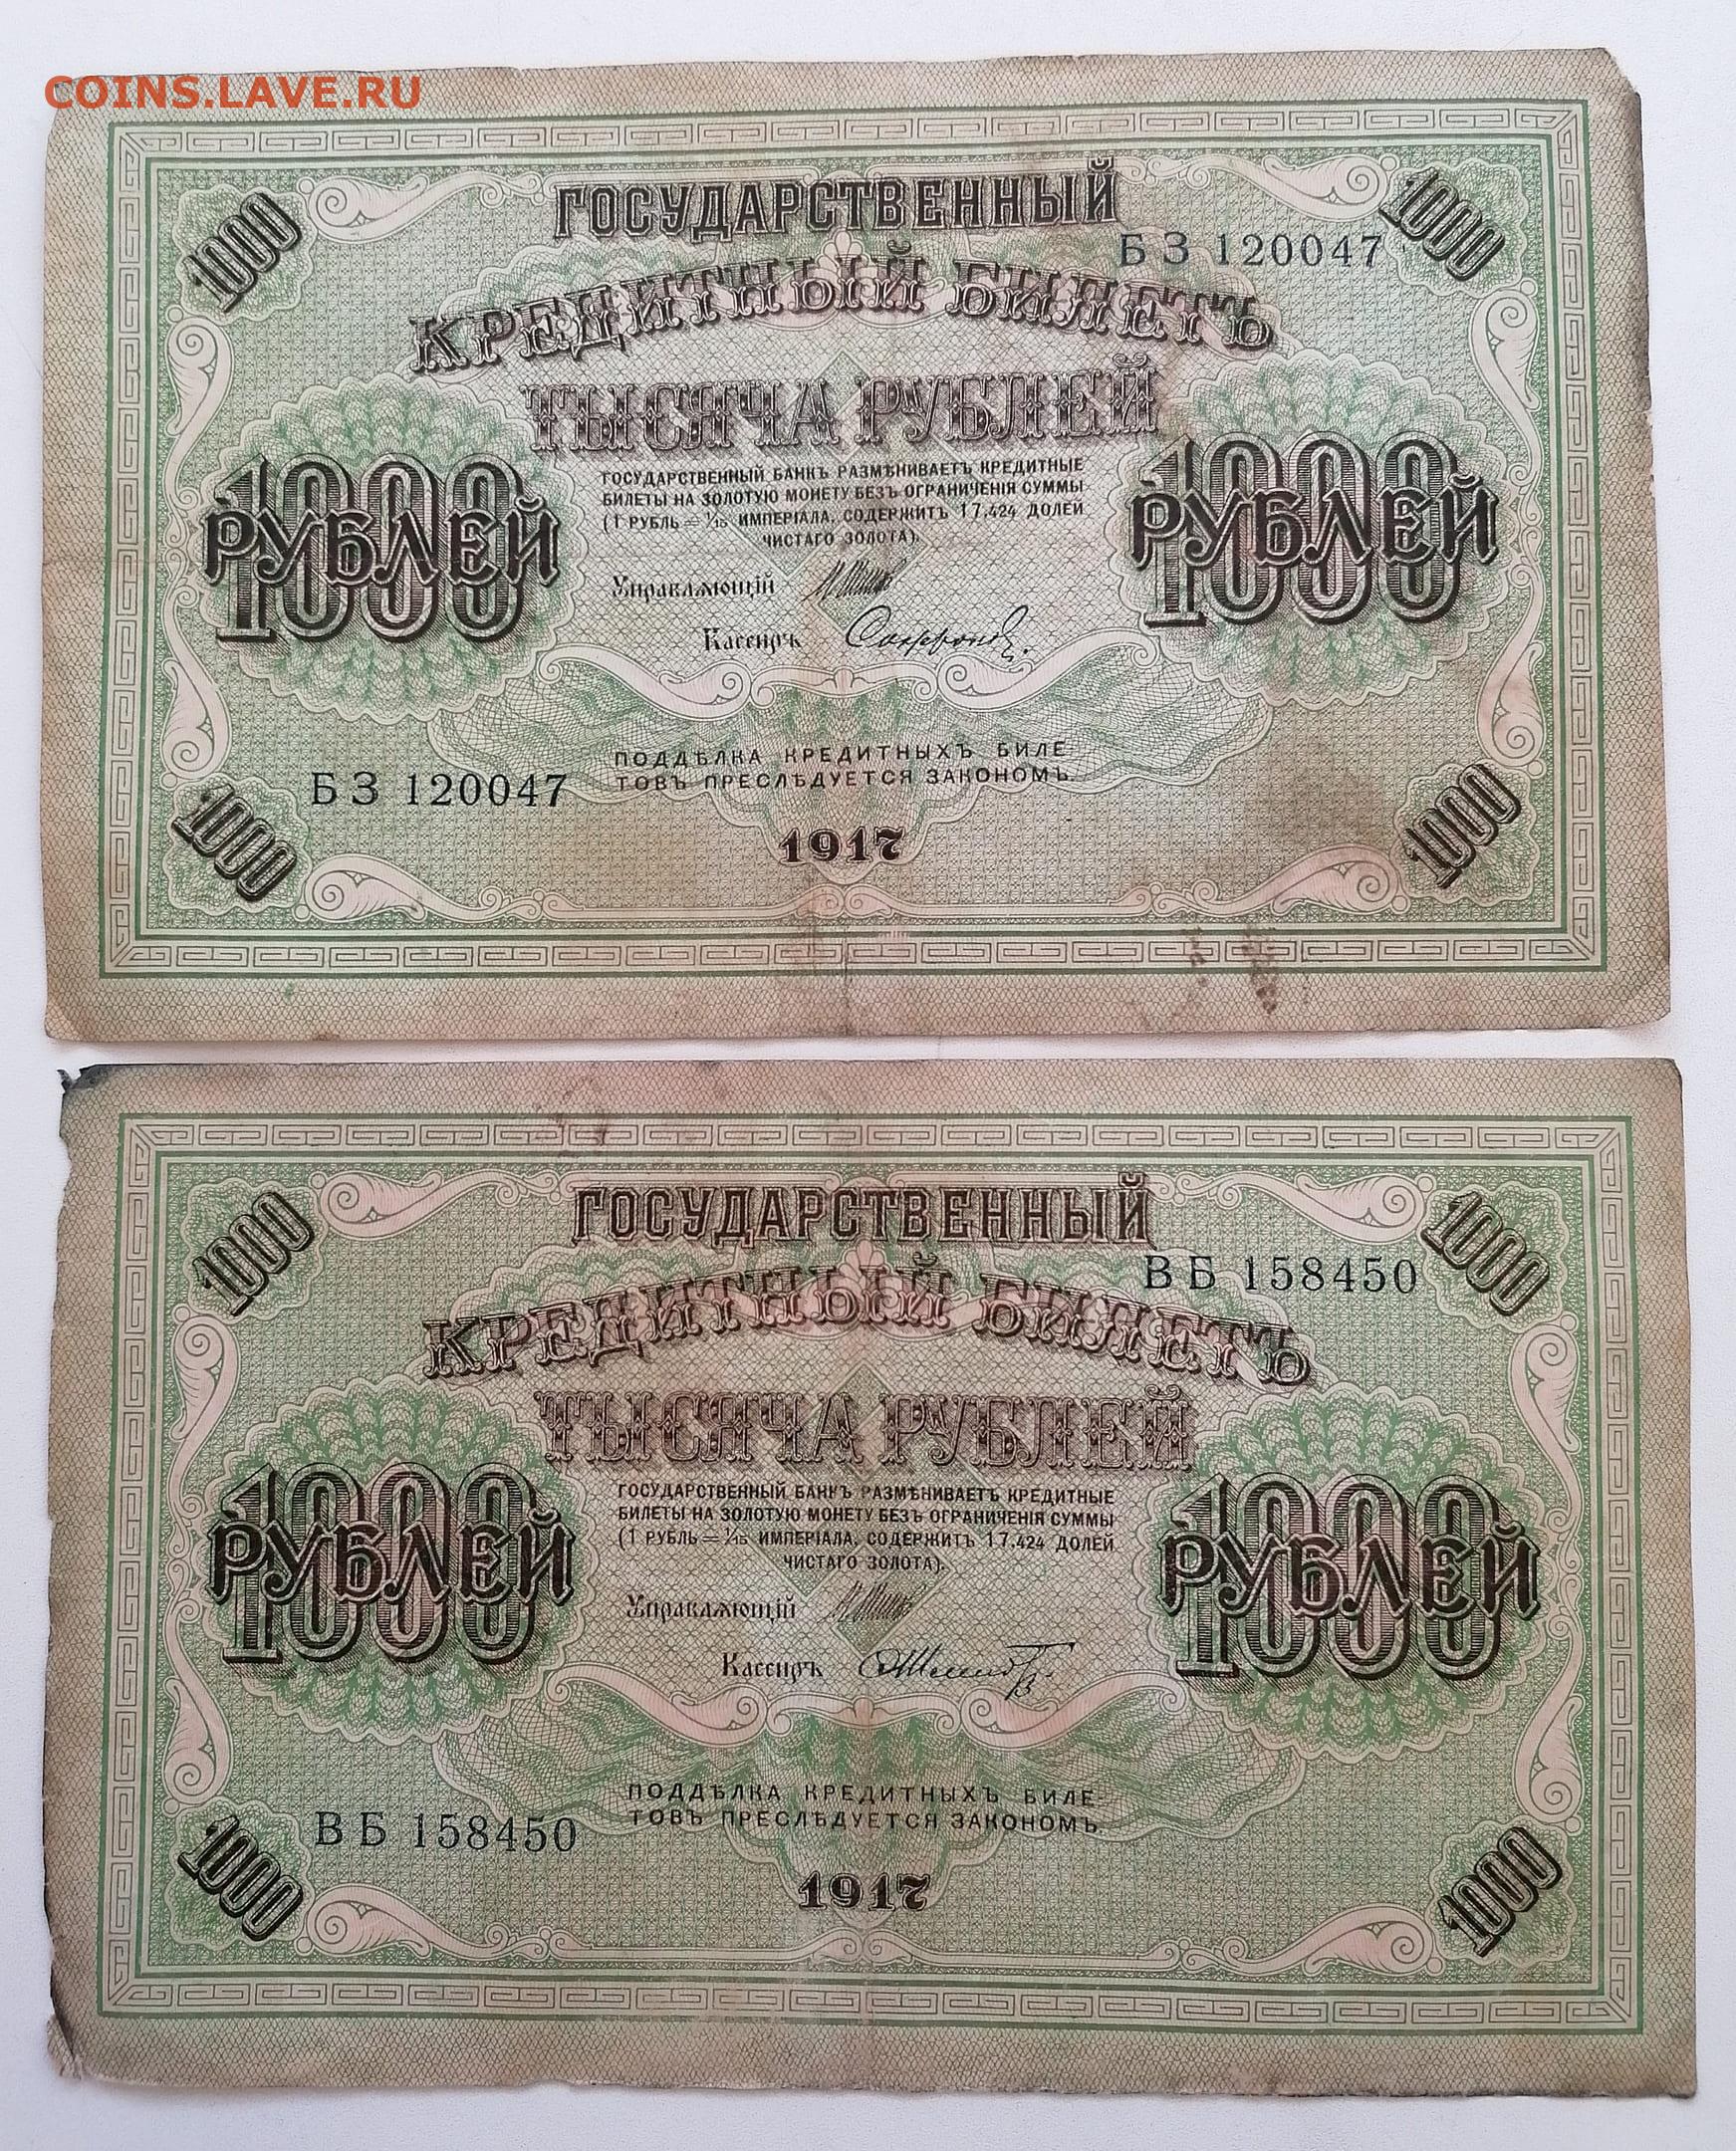 COINS.LAVE.RU
1000
ГОСУДАРСТВЕННЫЙ
1000
БЗ 120047
КРЕДИТНЫЙ БИЛЕТЪ
ТЫСЯЧА РУБЛЕЙ
1000
РУБЛЕЙ
1000
РУБЛЕЙ
ГОСУДАРСТВЕННЫЙ БАНКЪ РАЗМѢНИВАЕТЪ КРЕДИТНЫЕ
БИЛЕТЫ НА ЗОЛОТУЮ МОНЕТУ БЕЗЪ ОГРАНИЧЕНІЯ СУММЫ
(1 РУБЛЬ = 1/15 ИМПЕРІАЛА, СОДЕРЖИТЪ 17,424 ДОЛЕЙ
ЧИСТАГО ЗОЛОТА).
Управляющій
Кассиръ
ПОДДѢЛКА КРЕДИТНЫХЪ БИЛЕ-
ТОВЪ ПРЕСЛѢДУЕТСЯ ЗАКОНОМЪ.
БЗ 120047
1000
1917
1000
1000
ГОСУДАРСТВЕННЫЙ
1000
ВБ 158450
КРЕДИТНЫЙ БИЛЕТЪ
ТЫСЯЧА РУБЛЕЙ
1000
РУБЛЕЙ
1000
РУБЛЕЙ
ГОСУДАРСТВЕННЫЙ БАНКЪ РАЗМѢНИВАЕТЪ КРЕДИТНЫЕ
БИЛЕТЫ НА ЗОЛОТУЮ МОНЕТУ БЕЗЪ ОГРАНИЧЕНІЯ СУММЫ
(1 РУБЛЬ = 1/15 ИМПЕРІАЛА, СОДЕРЖИТЪ 17,424 ДОЛЕЙ
ЧИСТАГО ЗОЛОТА).
Управляющій
Кассиръ
ПОДДѢЛКА КРЕДИТНЫХЪ БИЛЕ-
ТОВЪ ПРЕСЛѢДУЕТСЯ ЗАКОНОМЪ.
ВБ 158450
1000
1917
1000